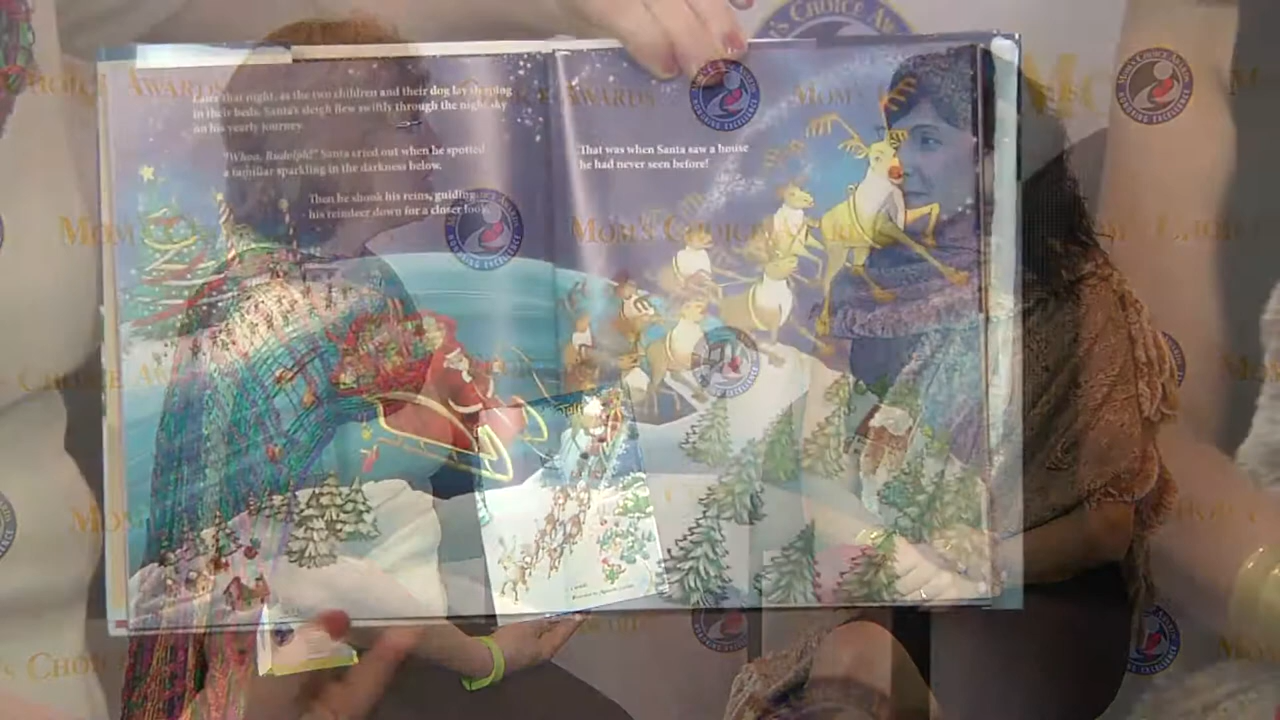 Later that night, as the two children and their dog lay sleeping
in their beds, Santa's sleigh flew swiftly through the night sky
on his yearly journey.
"Whoa, Rudolph!" Santa cried out when he spotted
a familiar sparkling in the darkness below.
Then he shook his reins, guiding
his reindeer down for a closer look.
That was when Santa saw a house
he had never seen before!
Mom's Choice Awards
Honoring Excellence